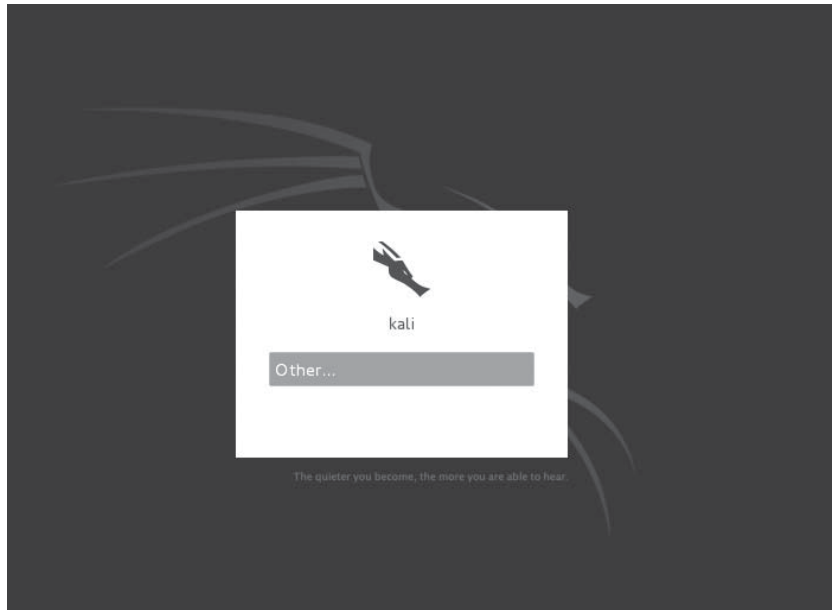 kali
Other...
The quieter you become, the more you are able to hear.